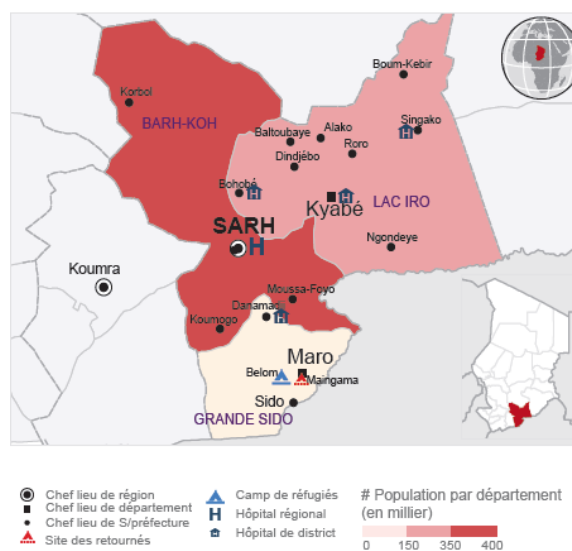 Boum-Kebir
Korbol
BARH-KOH
Singako
Alako
Baltoubaye
Roro
Dindjébo
Bohobé
H
H
H
Kyabé
LAC IRO
SARH
H
Ngondeye
Koumra
Moussa-Foyo
Danamadji
H
Koumogo
Maro
Belom
Maingama
Sido
GRANDE SIDO
Chef lieu de région
Chef lieu de département
Chef lieu de S/préfecture
Site des retournés
Camp de réfugiés
H Hôpital régional
H Hôpital de district
# Population par département
(en millier)
0 150 350 400